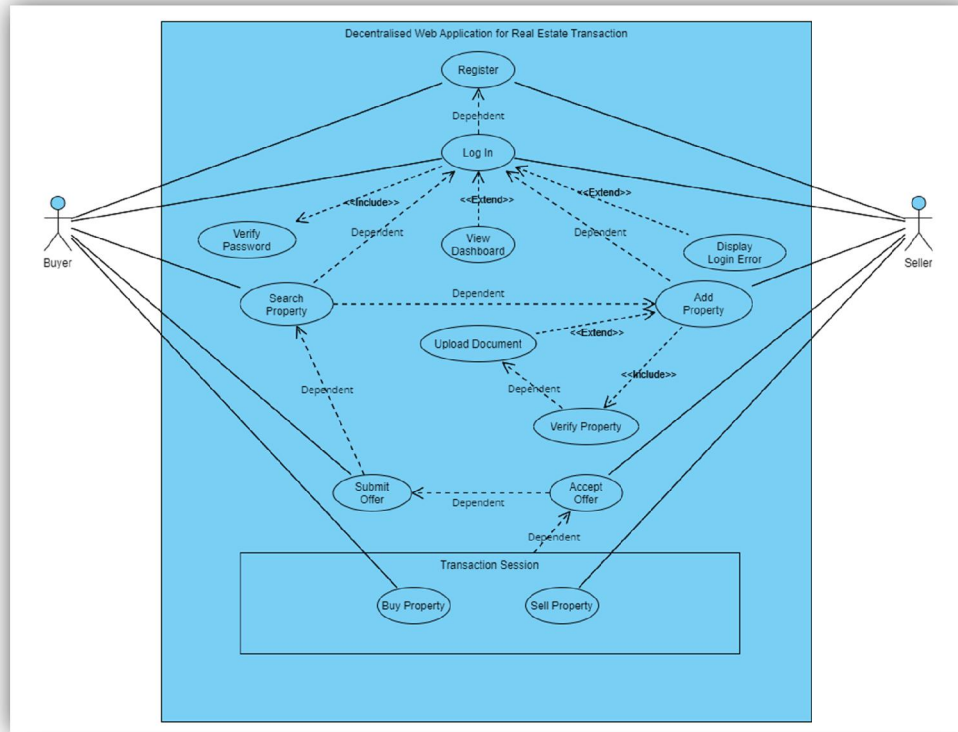 Decentralised Web Application for Real Estate Transaction
Register
Dependent
Log In
<<Include>>
<<Extend>>
<<Extend>>
Verify
Password
Dependent
View
Dashboard
Dependent
Display
Login Error
Buyer
Seller
Search
Property
Dependent
Add
Property
Upload Document
<<Extend>>
<<Include>>
Dependent
Dependent
Verify Property
Submit
Offer
Dependent
Accept
Offer
Dependent
Transaction Session
Buy Property
Sell Property